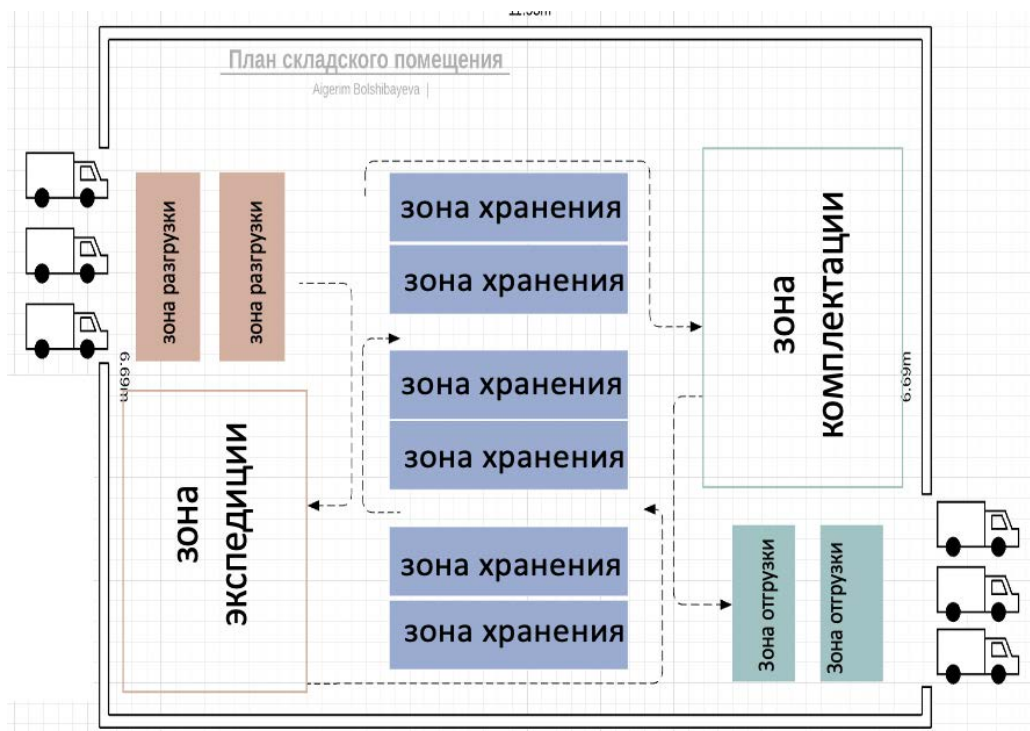 План складского помещения
Aigerim Bolshibayeva |
зона разгрузки
зона разгрузки
зона хранения
зона хранения
зона хранения
зона хранения
зона хранения
зона хранения
зона
комплектации
6.69m
6.69m
зона
экспедиции
Зона отгрузки
Зона отгрузки